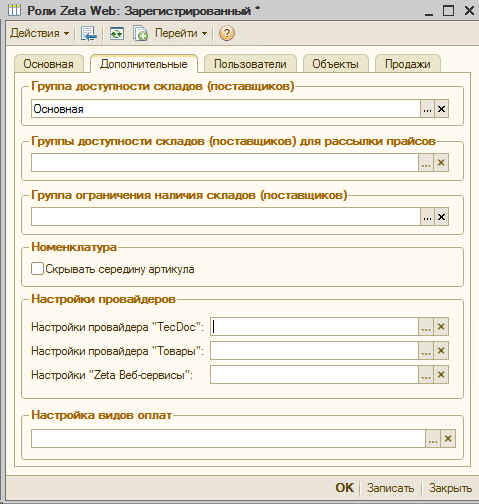 Роли Zeta Web: Зарегистрированный *
Действия Перейти ?
Основная Дополнительные Пользователи Объекты Продажи
Группа доступности складов (поставщиков)
Основная ... ×
Группы доступности складов (поставщиков) для рассылки прайсов
... ×
Группа ограничения наличия складов (поставщиков)
... ×
Номенклатура
Скрывать середину артикула
Настройки провайдеров
Настройки провайдера "TecDoc": ... ×
Настройки провайдера "Товары": ... ×
Настройки "Zeta Веб-сервисы": ... ×
Настройка видов оплат
... ×
OK Записать Закрыть